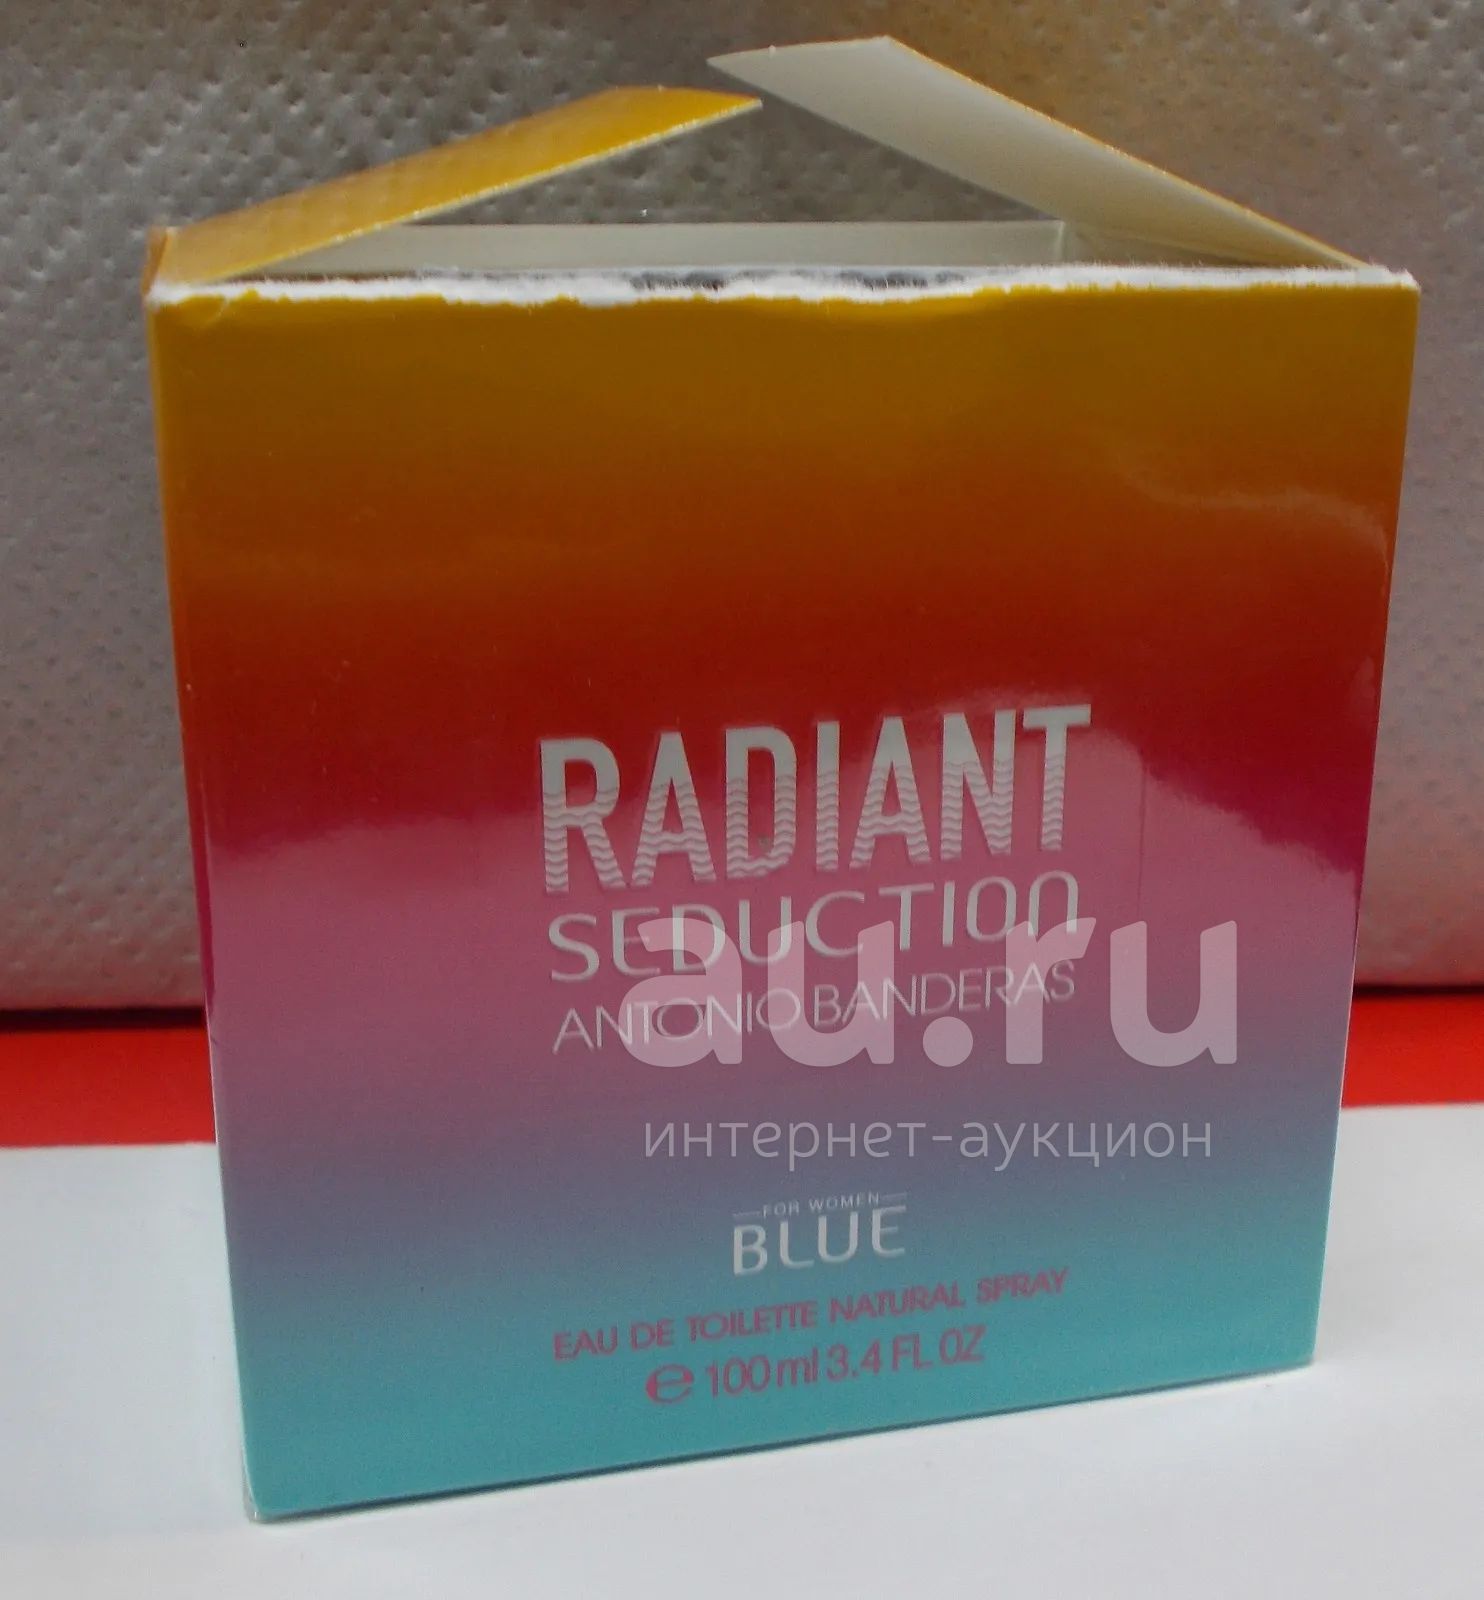 RADIANT
SEDUCTION
ANTONIO BANDERAS
au.ru
интернет-аукцион
FOR WOMEN
BLUE
EAU DE TOILETTE NATURAL SPRAY
℮ 100 ml 3.4 FL OZ